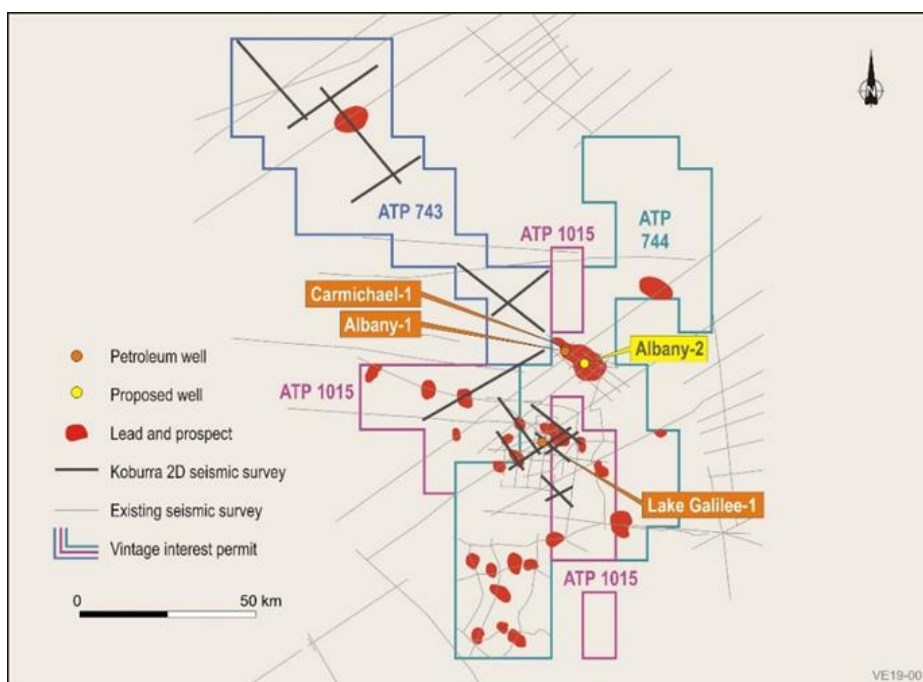 N
ATP 743
ATP 1015
ATP
744
Carmichael-1
Albany-1
Albany-2
Petroleum well
Proposed well
Lead and prospect
Koburra 2D seismic survey
Existing seismic survey
Vintage interest permit
ATP 1015
Lake Galilee-1
ATP 1015
0 50 km
VE19-00